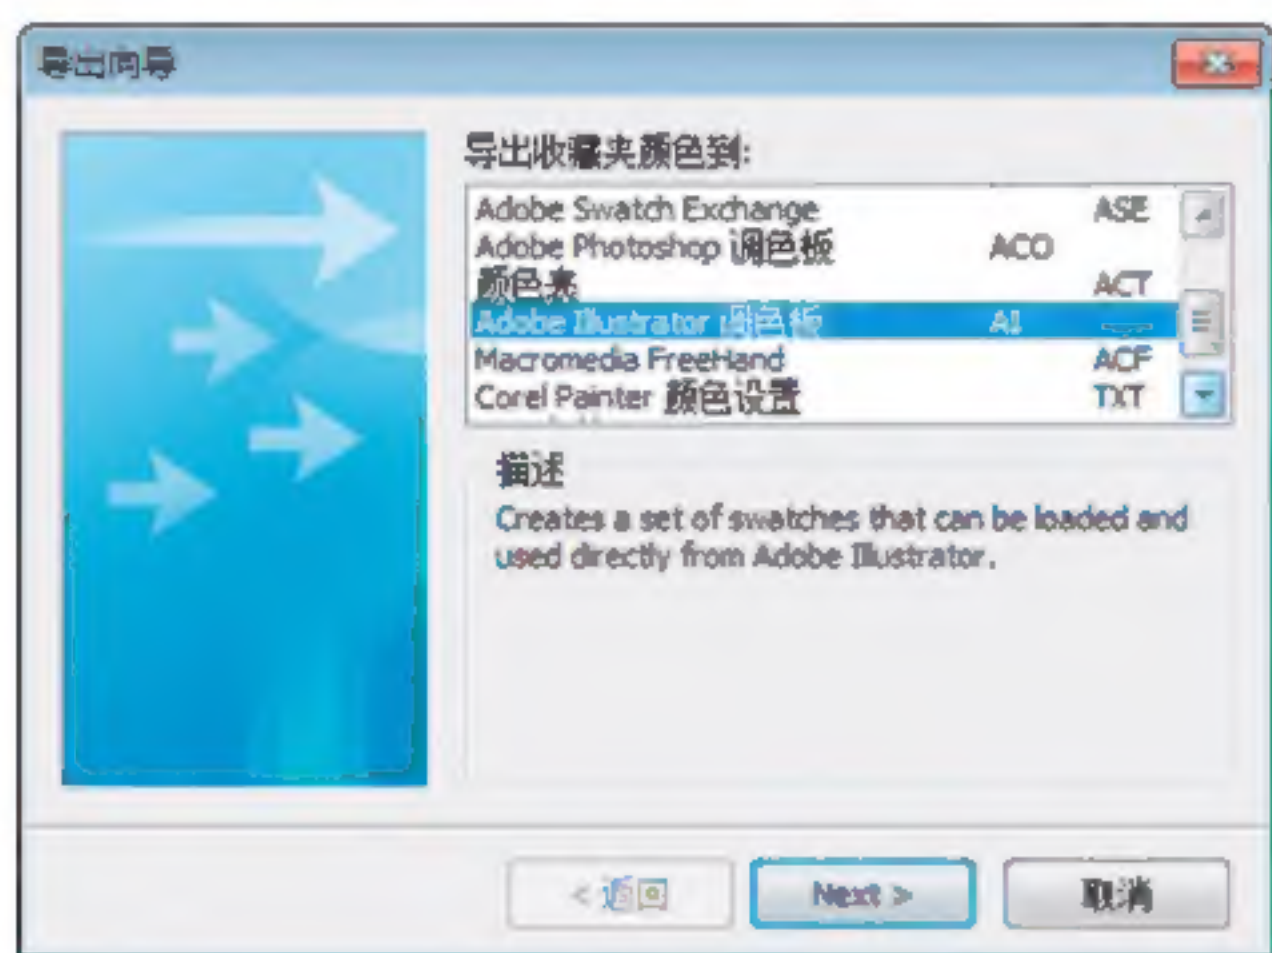 导出向导
导出收藏夹颜色到:
Adobe Swatch Exchange ASE
Adobe Photoshop 调色板 ACO
颜色表 ACT
Adobe Illustrator 调色板 AI
Macromedia FreeHand ACF
Corel Painter 颜色设置 TXT
描述
Creates a set of swatches that can be loaded and
used directly from Adobe Illustrator.
< 返回
Next >
取消